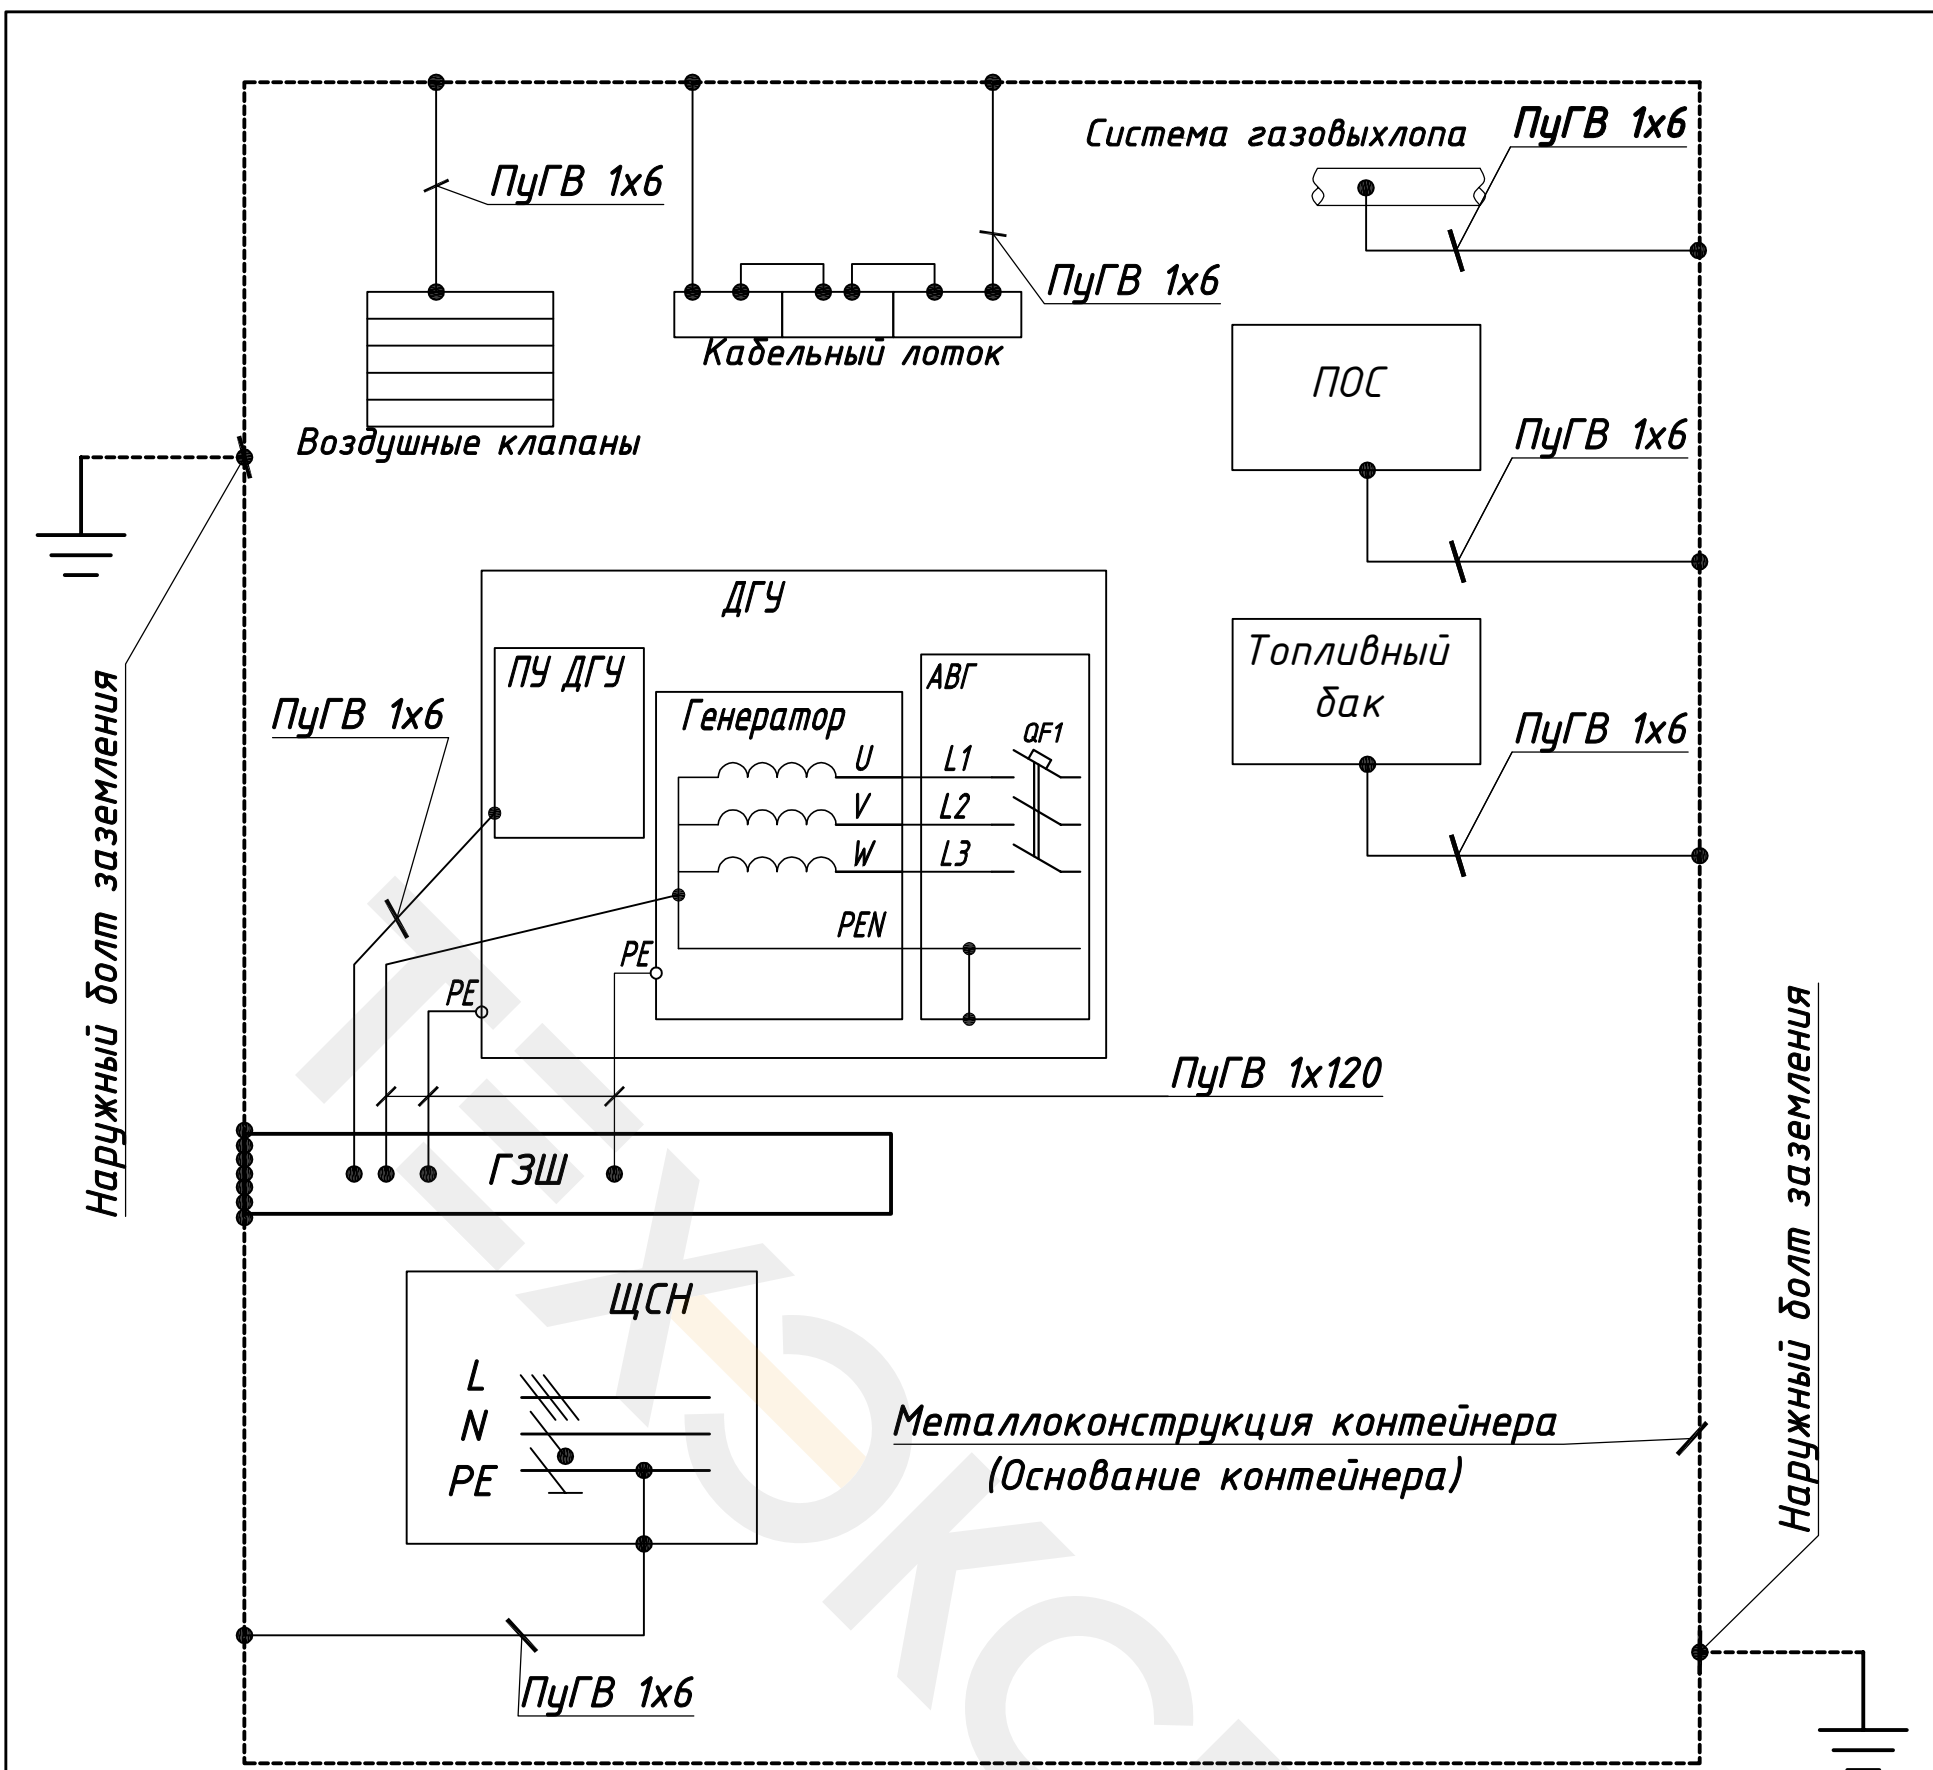 Система газовыхлопа
ПуГВ 1х6
ПуГВ 1х6
ПуГВ 1х6
Кабельный лоток
ПОС
Воздушные клапаны
ПуГВ 1х6
ДГУ
ПУ ДГУ
Генератор
АВГ
Топливный
бак
ПуГВ 1х6
ПуГВ 1х6
QF1
U
L1
V
L2
W
L3
PEN
PE
PE
Наружный болт заземления
ПуГВ 1х120
ГЗШ
Наружный болт заземления
ЩСН
L
N
PE
Металлоконструкция контейнера
(Основание контейнера)
ПуГВ 1х6
ТЕХЭКС